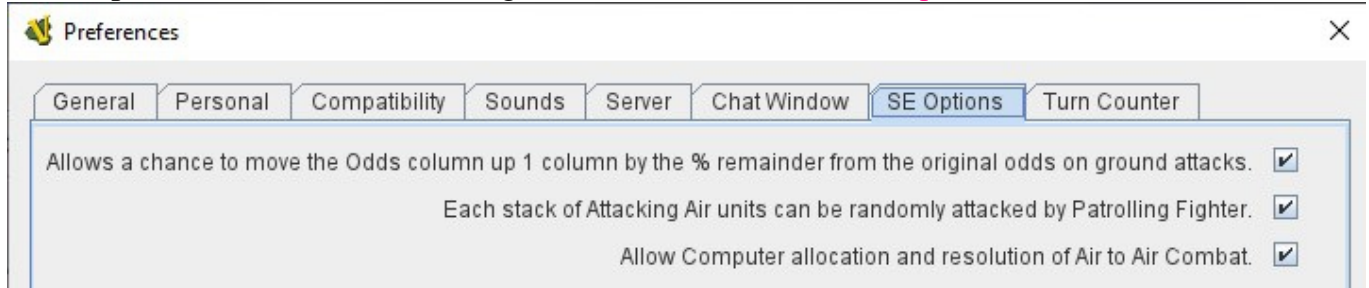 Preferences
General Personal Compatibility Sounds Server Chat Window SE Options Turn Counter
Allows a chance to move the Odds column up 1 column by the % remainder from the original odds on ground attacks.
Each stack of Attacking Air units can be randomly attacked by Patrolling Fighter.
Allow Computer allocation and resolution of Air to Air Combat.